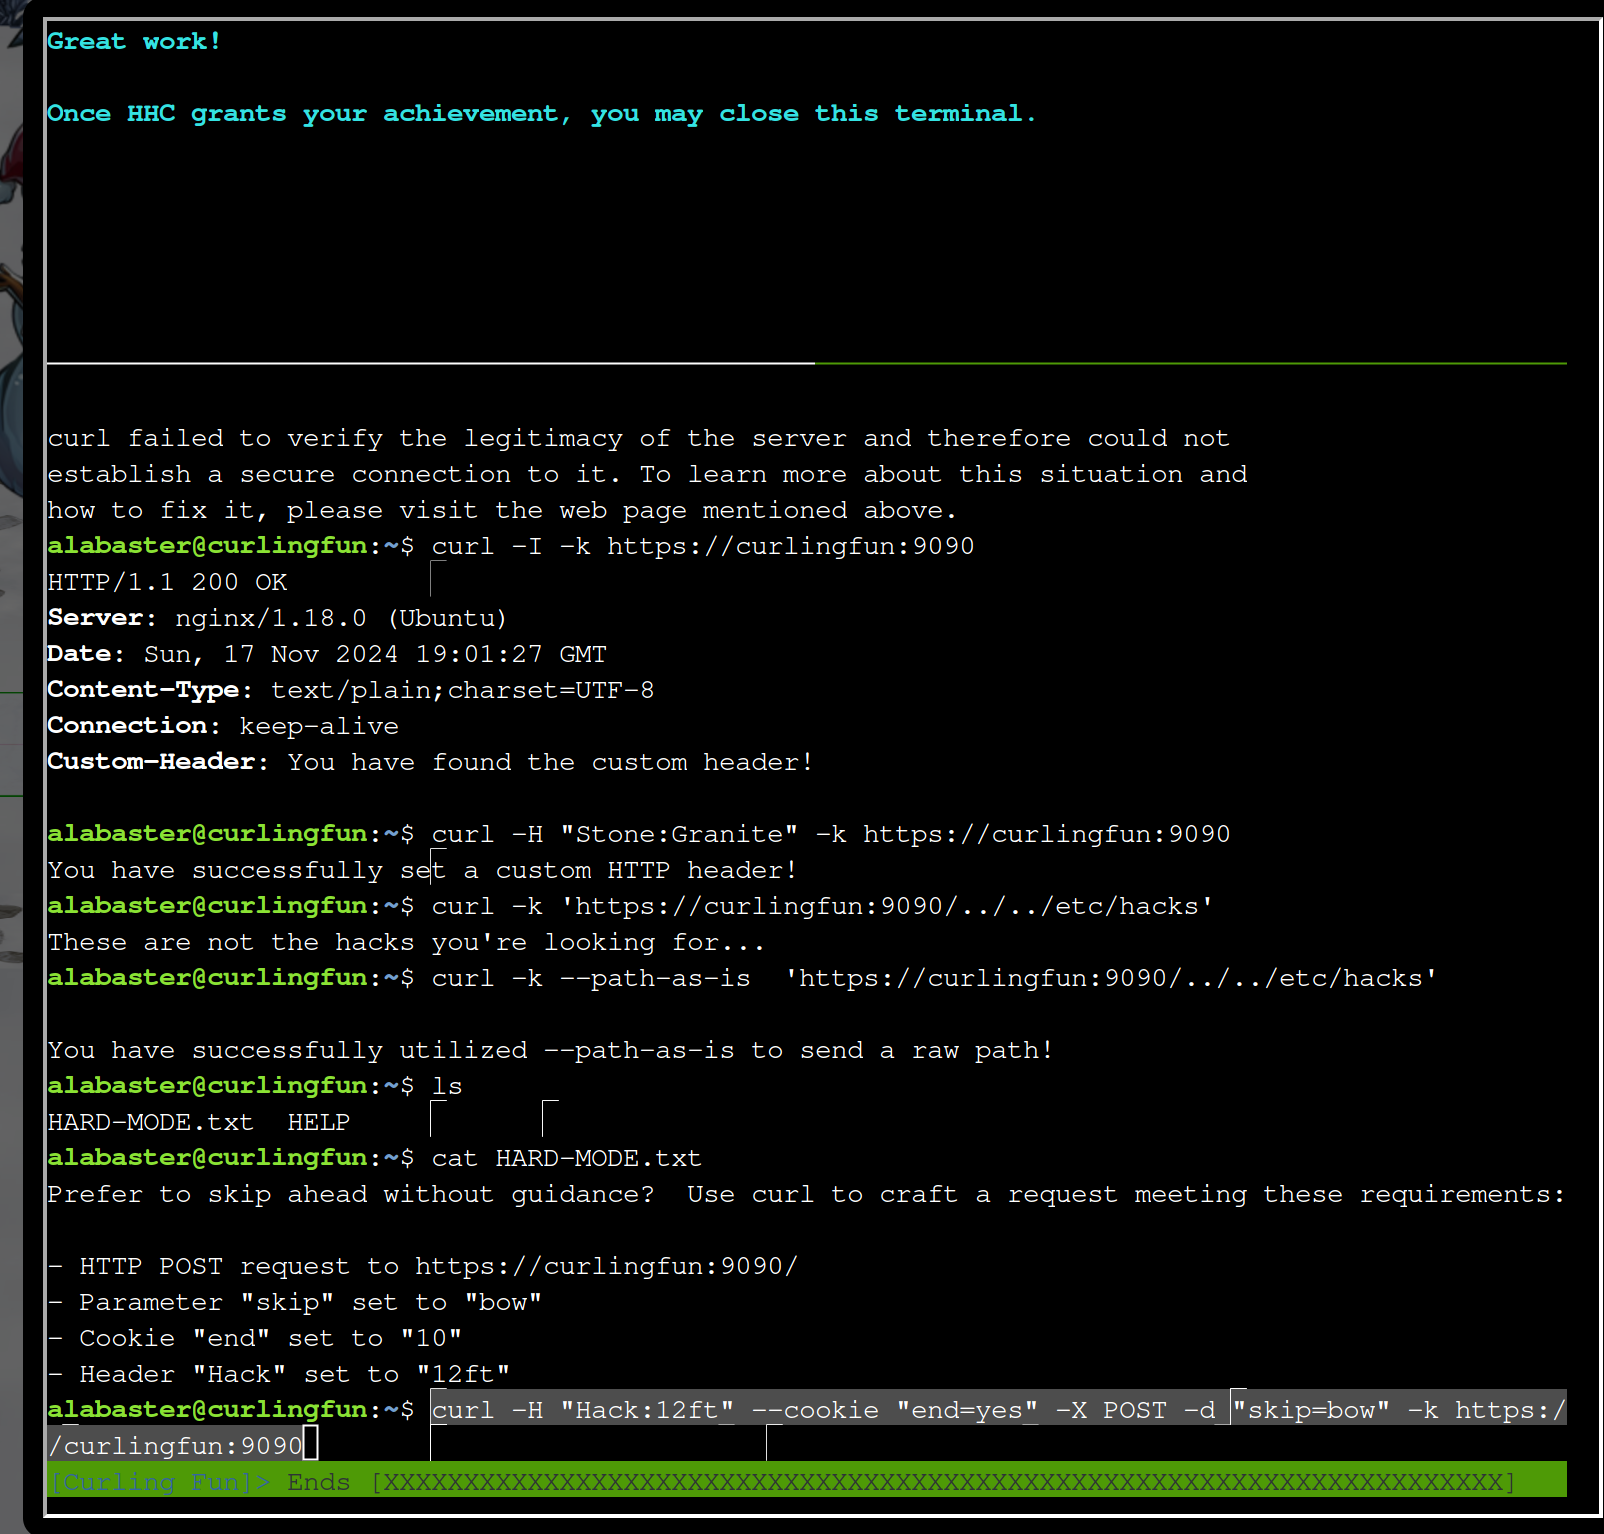 Great work!
Once HHC grants your achievement, you may close this terminal.
curl failed to verify the legitimacy of the server and therefore could not
establish a secure connection to it. To learn more about this situation and
how to fix it, please visit the web page mentioned above.
alabaster@curlingfun:~$ curl -I -k https://curlingfun:9090
HTTP/1.1 200 OK
Server: nginx/1.18.0 (Ubuntu)
Date: Sun, 17 Nov 2024 19:01:27 GMT
Content-Type: text/plain;charset=UTF-8
Connection: keep-alive
Custom-Header: You have found the custom header!
alabaster@curlingfun:~$ curl -H "Stone:Granite" -k https://curlingfun:9090
You have successfully set a custom HTTP header!
alabaster@curlingfun:~$ curl -k 'https://curlingfun:9090/../../etc/hacks'
These are not the hacks you're looking for...
alabaster@curlingfun:~$ curl -k --path-as-is  'https://curlingfun:9090/../../etc/hacks'
You have successfully utilized --path-as-is to send a raw path!
alabaster@curlingfun:~$ ls
HARD-MODE.txt  HELP
alabaster@curlingfun:~$ cat HARD-MODE.txt
Prefer to skip ahead without guidance?  Use curl to craft a request meeting these requirements:
- HTTP POST request to https://curlingfun:9090/
- Parameter "skip" set to "bow"
- Cookie "end" set to "10"
- Header "Hack" set to "12ft"
alabaster@curlingfun:~$ curl -H "Hack:12ft" --cookie "end=yes" -X POST -d "skip=bow" -k https:/
/curlingfun:9090
[Curling Fun]> Ends [XXXXXXXXXXXXXXXXXXXXXXXXXXXXXXXXXXXXXXXXXXXXXXXXXXXXXXXXXXXXXXXXXXXXXX]